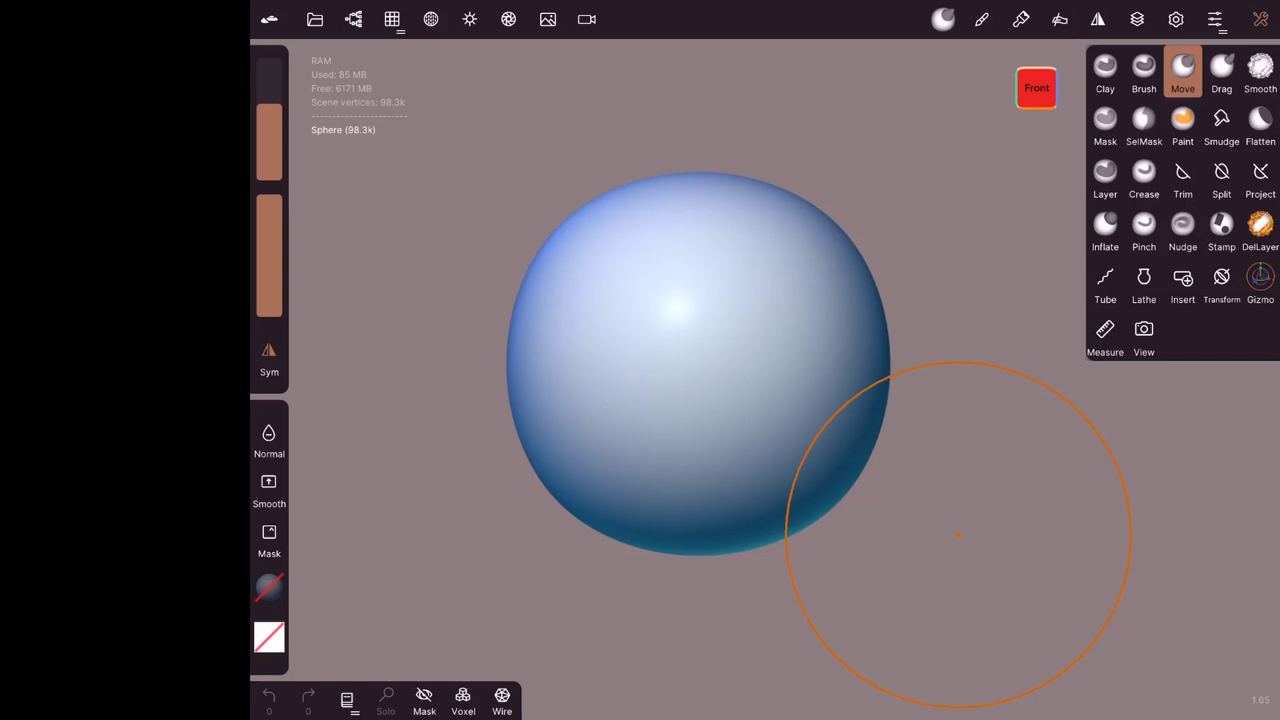 RAM
Used: 85 MB
Free: 6171 MB
Scene vertices: 98.3k
-----------------------
Sphere (98.3k)
Front
Clay Brush Move Drag Smooth
Mask SelMask Paint Smudge Flatten
Layer Crease Trim Split Project
Inflate Pinch Nudge Stamp DelLayer
Tube Lathe Insert Transform Gizmo
Measure View
Sym
Normal
Smooth
Mask
0 0 Solo Mask Voxel Wire
1.65